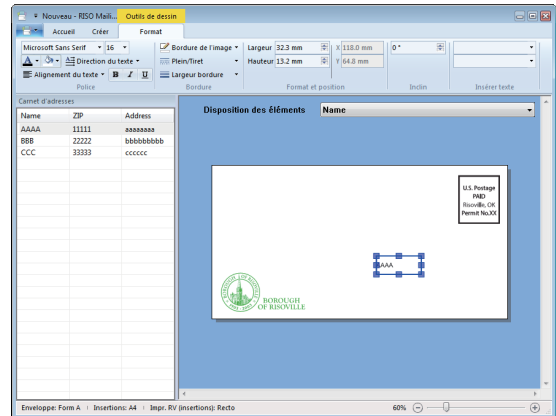 Nouveau - RISO Maili... Outils de dessin
Accueil Créer Format
Microsoft Sans Serif 16 Bordure de l'image Largeur 32.3 mm X 118.0 mm 0 °
A Direction du texte Plein/Tiret Hauteur 13.2 mm Y 64.8 mm
Alignement du texte B I U Largeur bordure
Police Bordure Format et position Inclin Insérer texte
Carnet d'adresses
Name ZIP Address
AAAA 11111 aaaaaaaa
BBB 22222 bbbbbbbbb
CCC 33333 cccccc
Disposition des éléments Name
U.S. Postage
PAID
Risoville, OK
Permit No.XX
AAAA
BOROUGH
OF RISOVILLE
Enveloppe: Form A Insertions: A4 Impr. RV (insertions): Recto 60%